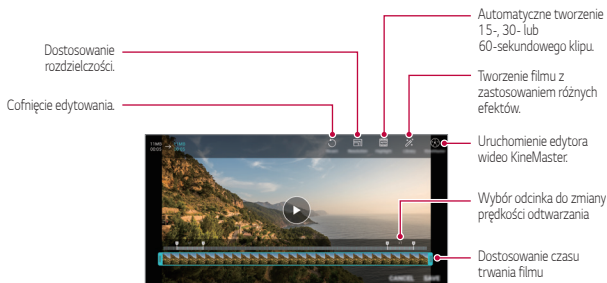 Dostosowanie
rozdzielczości.
Cofnięcie edytowania.
Automatyczne tworzenie
15-, 30- lub
60-sekundowego klipu.
Tworzenie filmu z
zastosowaniem różnych
efektów.
Uruchomienie edytora
wideo KineMaster.
Wybór odcinka do zmiany
prędkości odtwarzania
Dostosowanie czasu
trwania filmu
CANCEL SAVE